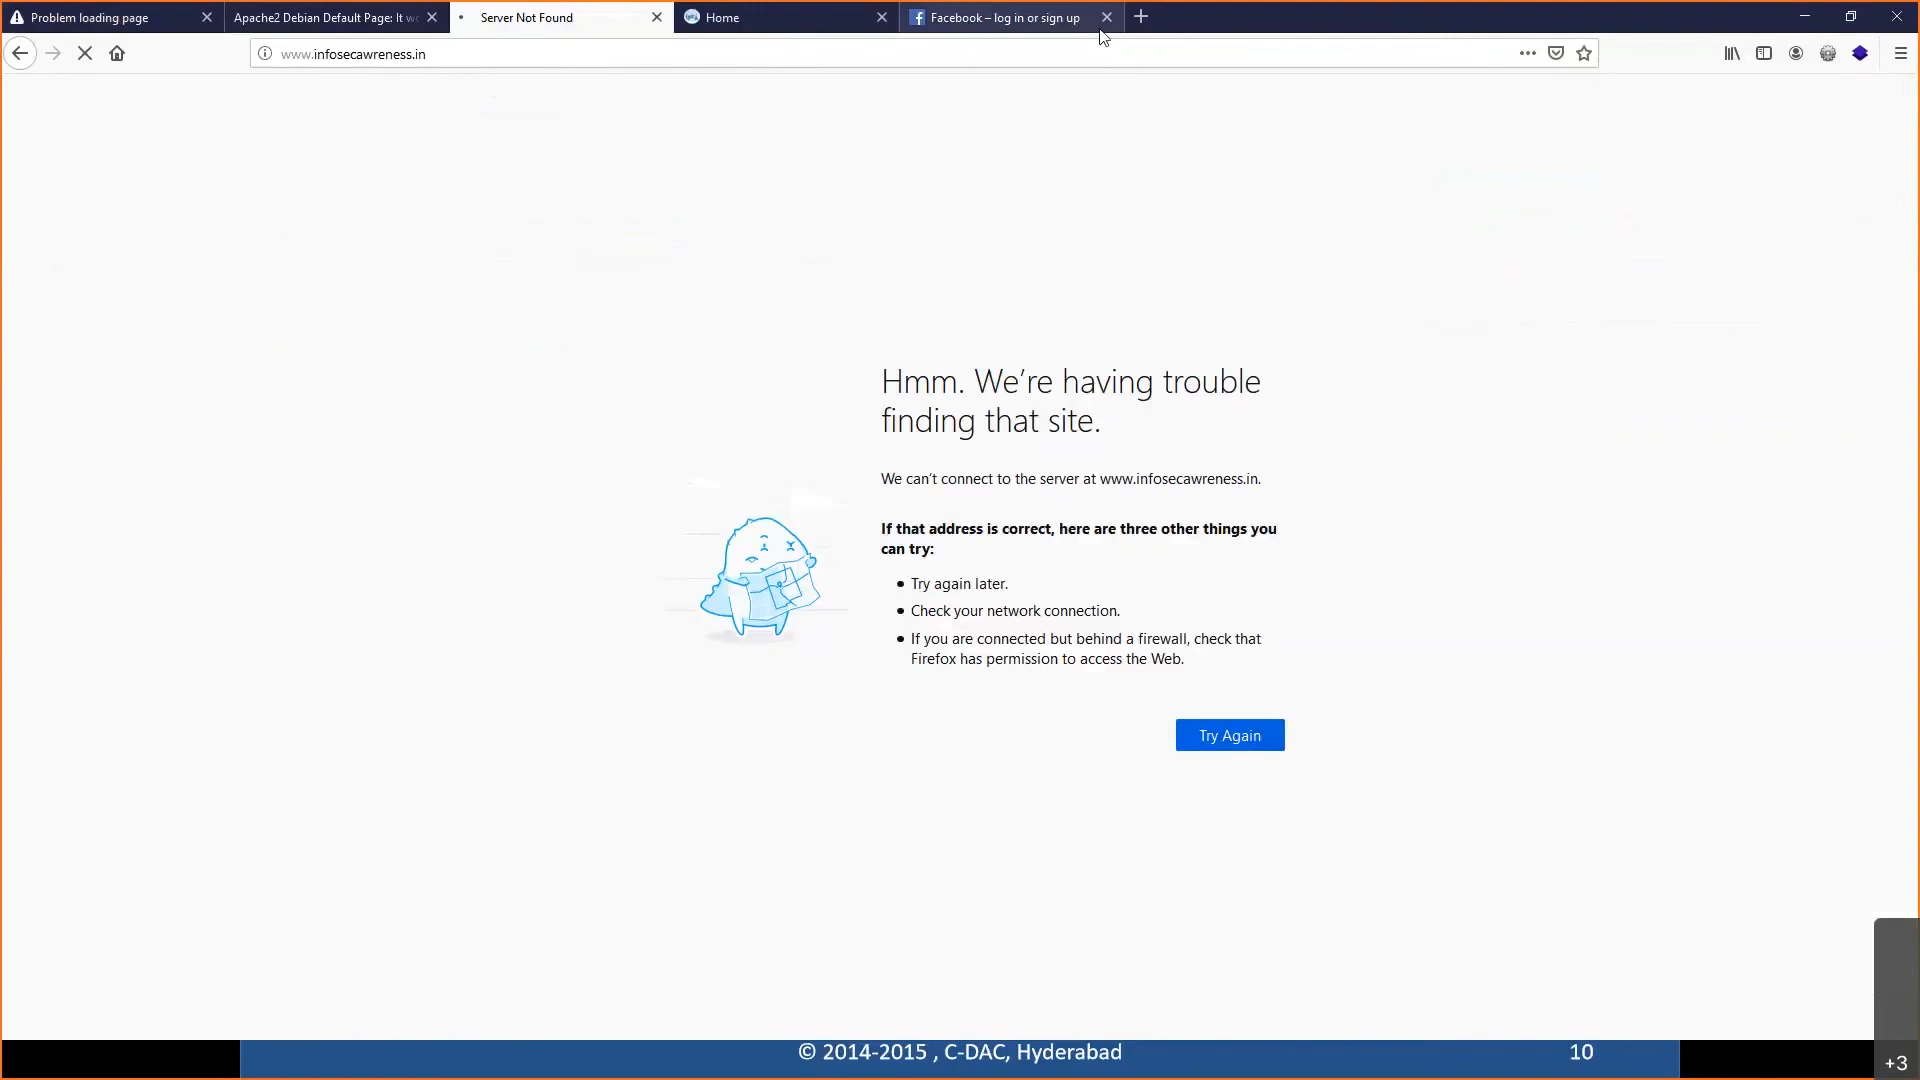 Problem loading page
Apache2 Debian Default Page: It wo
Server Not Found
Home
Facebook – log in or sign up
www.infosecawreness.in
Hmm. We’re having trouble
finding that site.
We can’t connect to the server at www.infosecawreness.in.
If that address is correct, here are three other things you
can try:
Try again later.
Check your network connection.
If you are connected but behind a firewall, check that
Firefox has permission to access the Web.
Try Again
© 2014-2015 , C-DAC, Hyderabad
10
+3